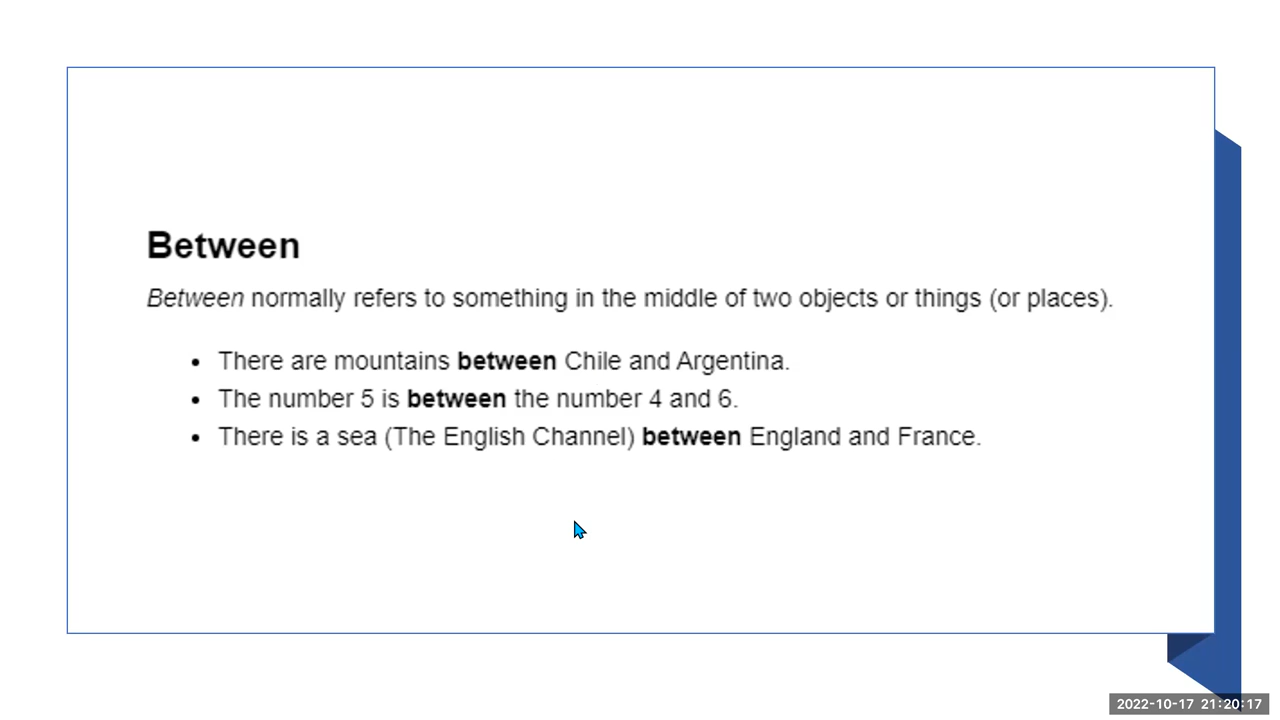 Between
Between normally refers to something in the middle of two objects or things (or places).
• There are mountains between Chile and Argentina.
• The number 5 is between the number 4 and 6.
• There is a sea (The English Channel) between England and France.
2022-10-17 21:20:17